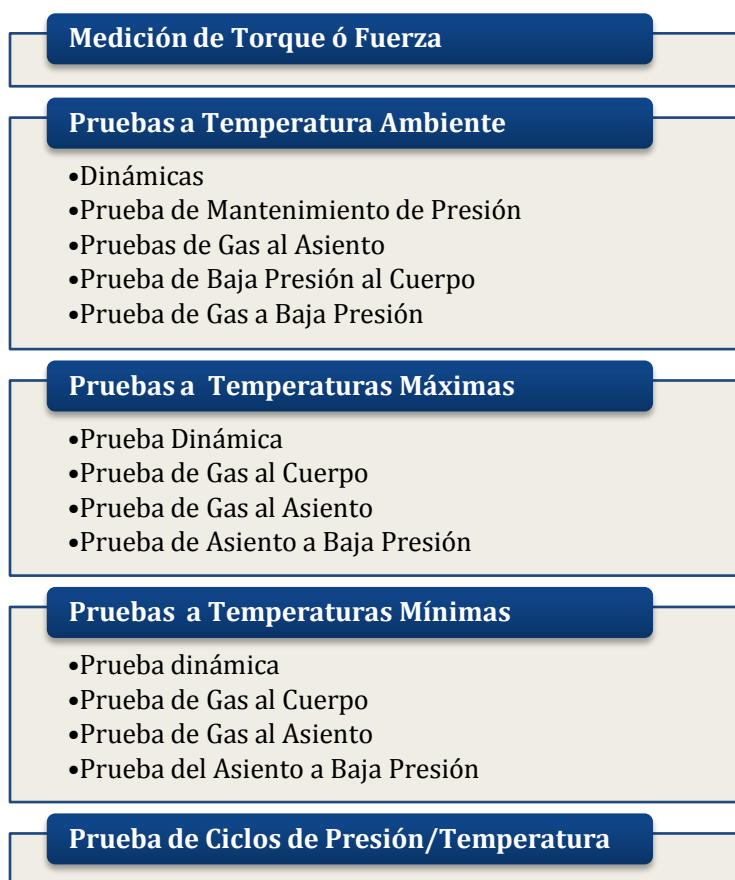 Medición de Torque ó Fuerza
Pruebas a Temperatura Ambiente
•Dinámicas
•Prueba de Mantenimiento de Presión
•Pruebas de Gas al Asiento
•Prueba de Baja Presión al Cuerpo
•Prueba de Gas a Baja Presión
Pruebas a Temperaturas Máximas
•Prueba Dinámica
•Prueba de Gas al Cuerpo
•Prueba de Gas al Asiento
•Prueba de Asiento a Baja Presión
Pruebas a Temperaturas Mínimas
•Prueba dinámica
•Prueba de Gas al Cuerpo
•Prueba de Gas al Asiento
•Prueba del Asiento a Baja Presión
Prueba de Ciclos de Presión/Temperatura